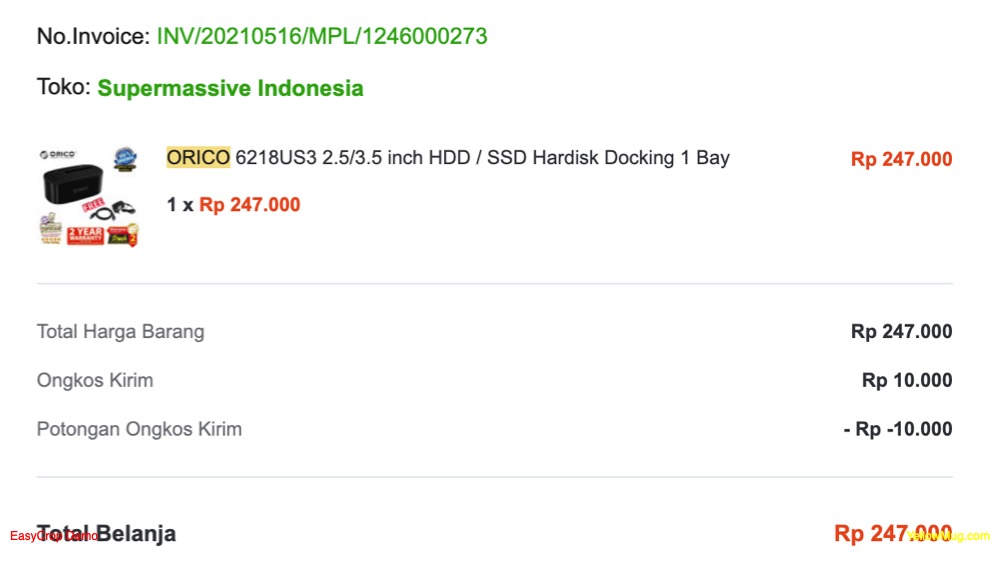 No.Invoice: INV/20210516/MPL/1246000273
Toko: Supermassive Indonesia
ORICO
FREE
2 YEAR
WARRANTY
2
ORICO 6218US3 2.5/3.5 inch HDD / SSD Hardisk Docking 1 Bay
Rp 247.000
1 x Rp 247.000
Total Harga Barang Rp 247.000
Ongkos Kirim Rp 10.000
Potongan Ongkos Kirim - Rp -10.000
Total Belanja Rp 247.000
EasyCrop Demo
YellowMug.com